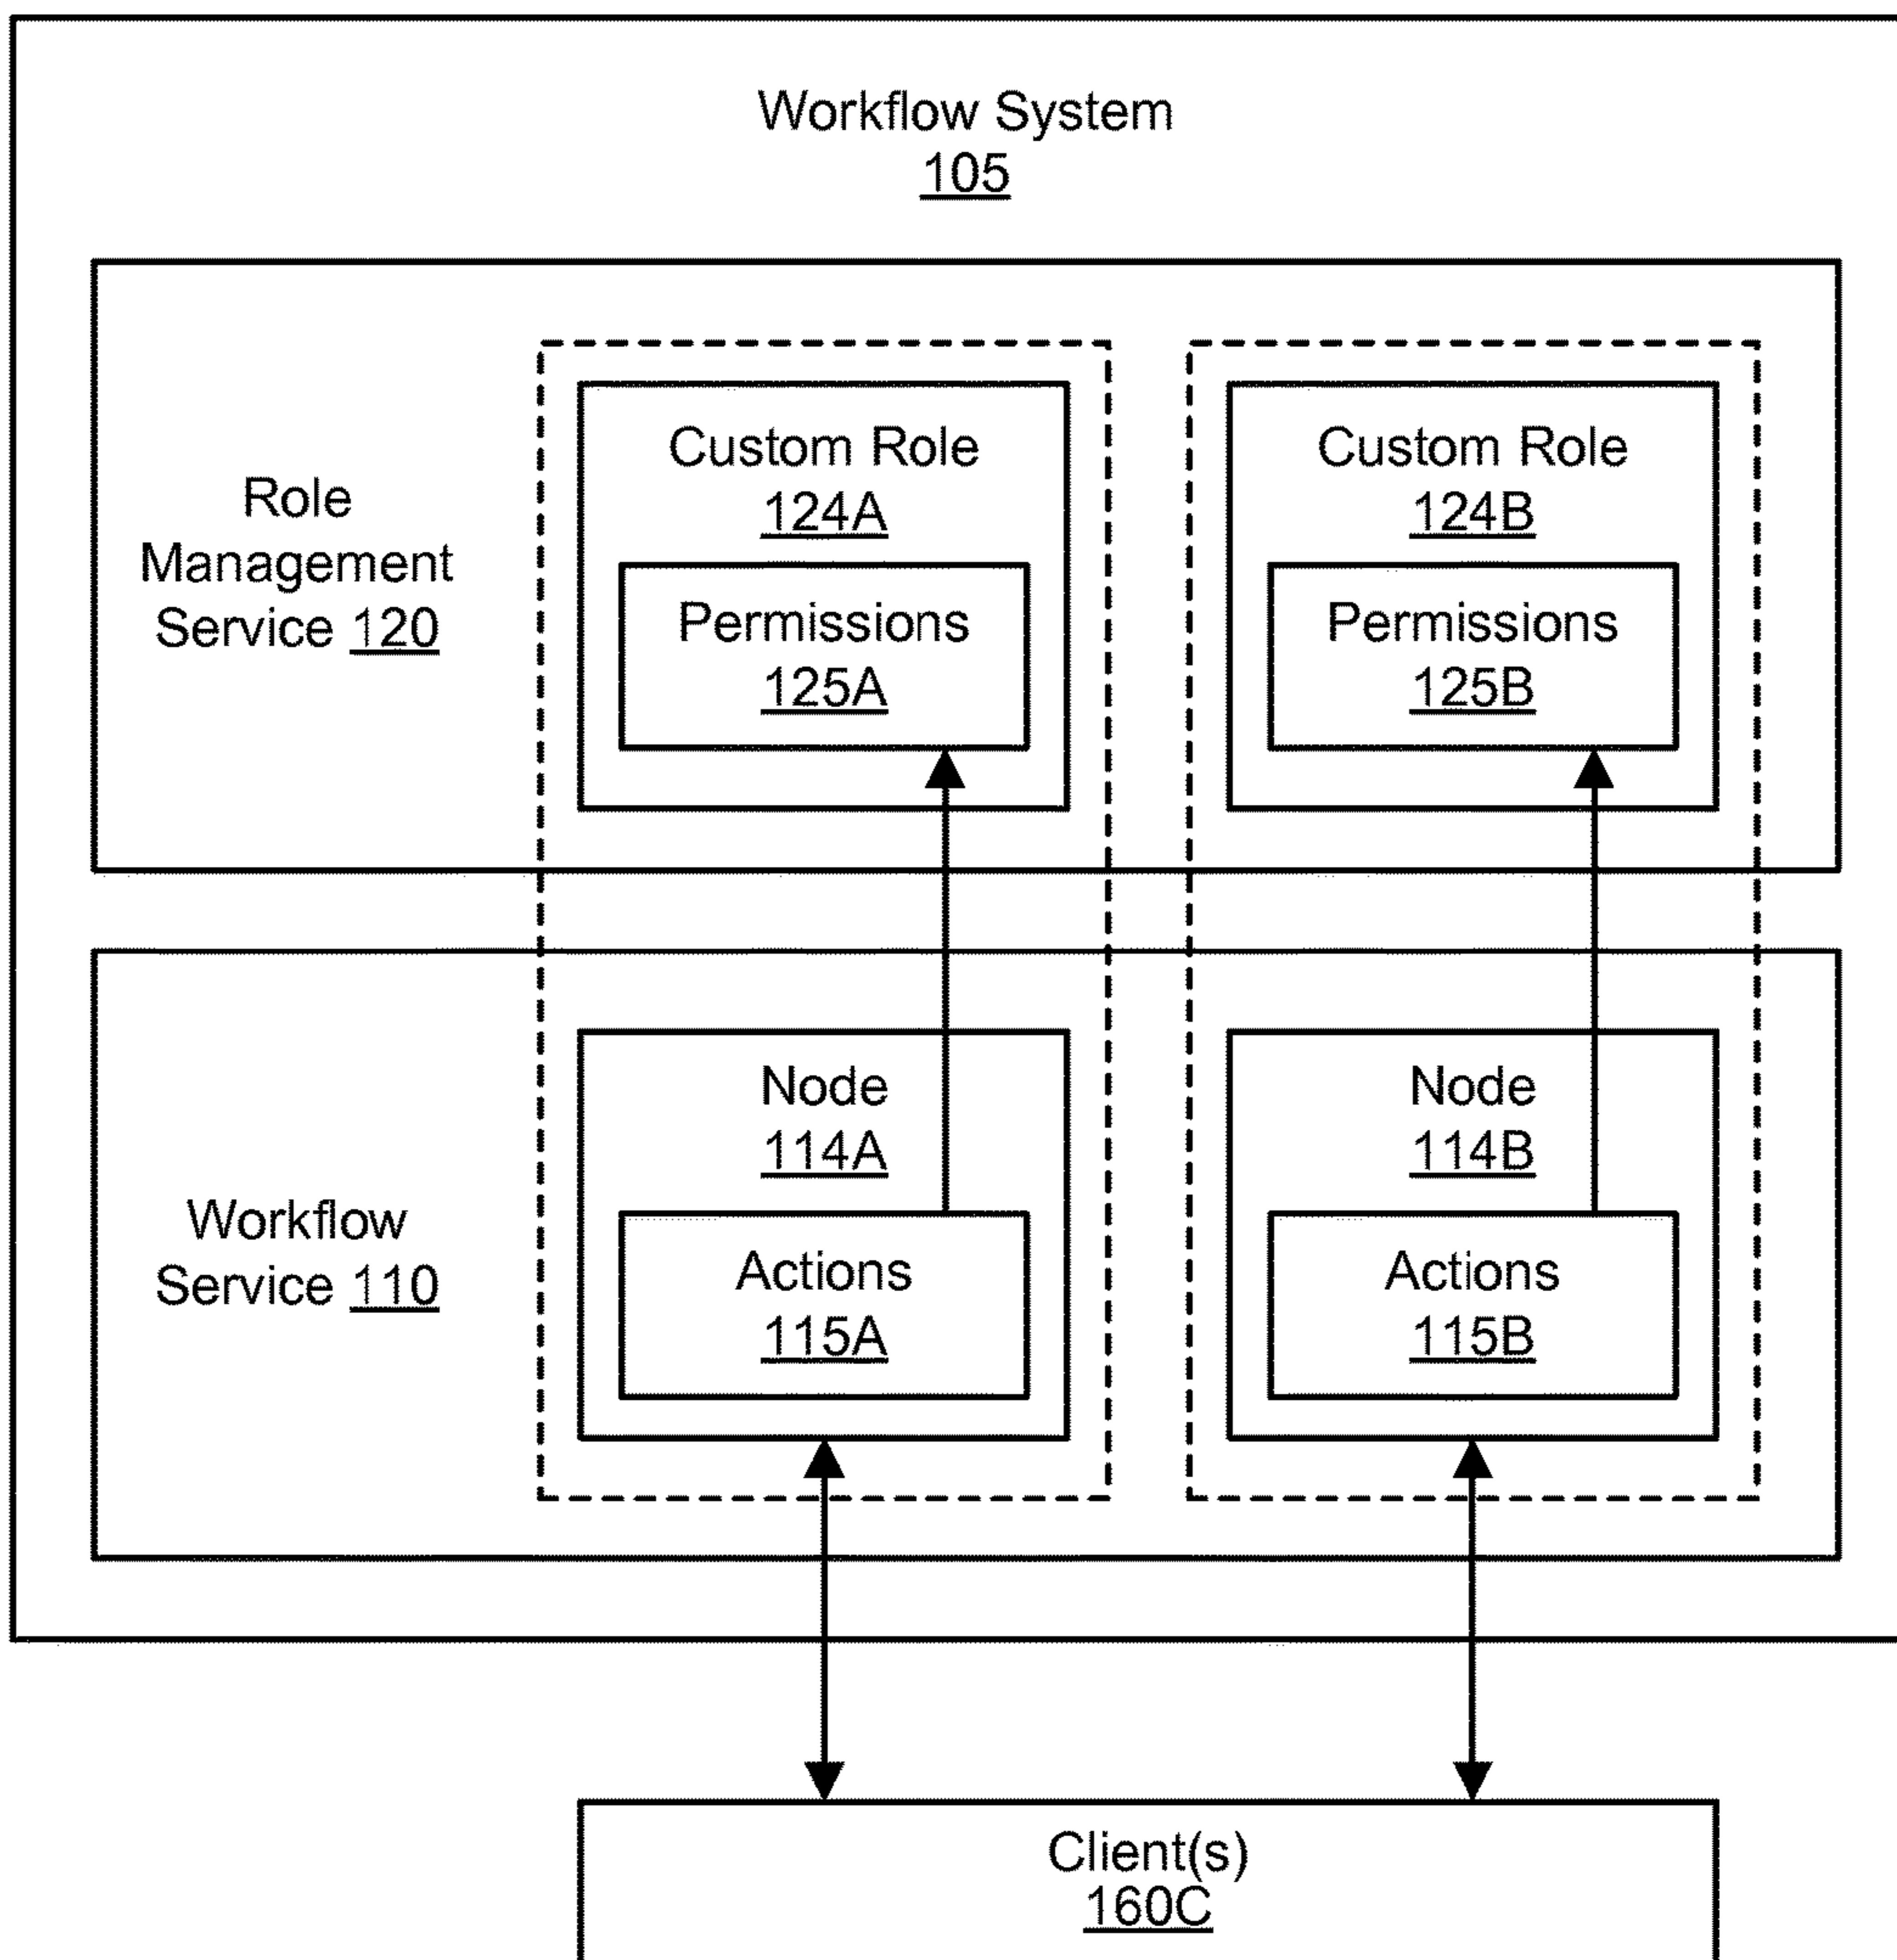 Workflow System
105
Role
Management
Service 120
Custom Role
124A
Permissions
125A
Custom Role
124B
Permissions
125B
Workflow
Service 110
Node
114A
Actions
115A
Node
114B
Actions
115B
Client(s)
160C